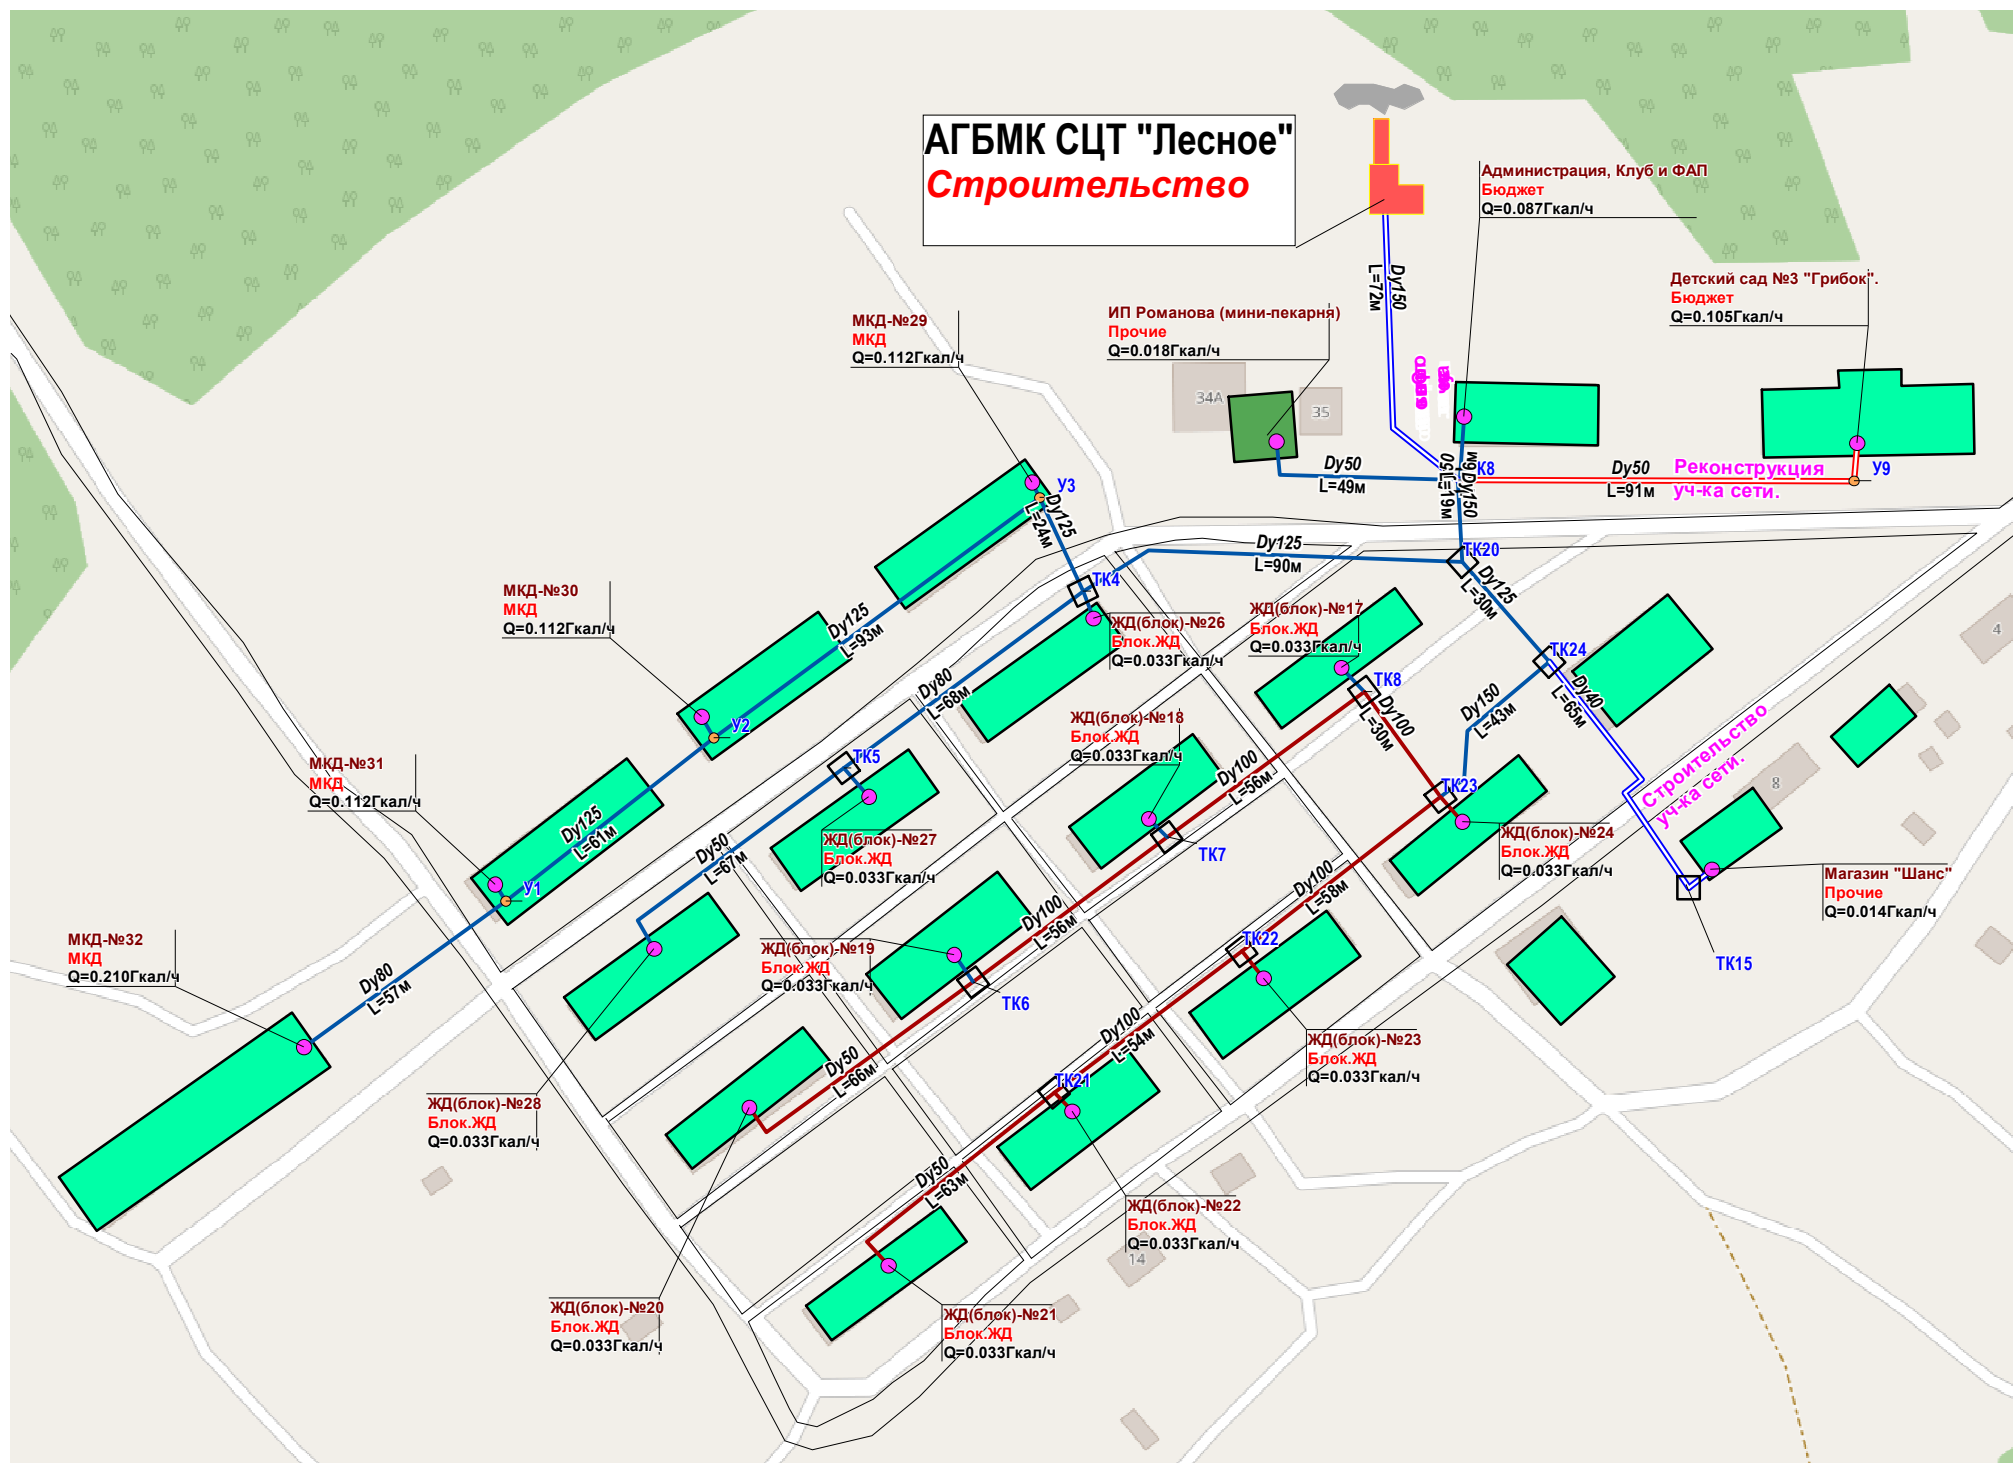 АГБМК СЦТ "Лесное"
Строительство
Администрация, Клуб и ФАП
Бюджет
Q=0.087Гкал/ч
Детский сад №3 "Грибок".
Бюджет
Q=0.105Гкал/ч
ИП Романова (мини-пекарня)
Прочие
Q=0.018Гкал/ч
МКД-№29
МКД
Q=0.112Гкал/ч
Dy150
L=72м
34А
35
Dy50
L=49м
Dy50
L=91м
Реконструкция
уч-ка сети.
У9
Dy150
L=19м
У3
Dy125
L=24м
ТК4
Dy125
L=90м
ТК20
Dy125
L=30м
ТК24
МКД-№30
МКД
Q=0.112Гкал/ч
Dy125
L=93м
У2
ЖД(блок)-№26
Блок.ЖД
Q=0.033Гкал/ч
ЖД(блок)-№17
Блок.ЖД
Q=0.033Гкал/ч
4
Dy80
L=68м
ТК8
Dy100
L=30м
Dy150
L=43м
Dy40
L=65м
Строительство
уч-ка сети.
8
ЖД(блок)-№18
Блок.ЖД
Q=0.033Гкал/ч
МКД-№31
МКД
Q=0.112Гкал/ч
ТК5
Dy100
L=56м
ТК23
Dy125
L=61м
У1
Dy50
L=67м
ЖД(блок)-№27
Блок.ЖД
Q=0.033Гкал/ч
ТК7
ЖД(блок)-№24
Блок.ЖД
Q=0.033Гкал/ч
Магазин "Шанс"
Прочие
Q=0.014Гкал/ч
ТК15
МКД-№32
МКД
Q=0.210Гкал/ч
Dy80
L=57м
ЖД(блок)-№19
Блок.ЖД
Q=0.033Гкал/ч
Dy100
L=56м
ТК6
Dy100
L=58м
ТК22
Dy50
L=66м
Dy100
L=54м
ТК21
ЖД(блок)-№23
Блок.ЖД
Q=0.033Гкал/ч
ЖД(блок)-№28
Блок.ЖД
Q=0.033Гкал/ч
Dy50
L=63м
ЖД(блок)-№22
Блок.ЖД
Q=0.033Гкал/ч
14
ЖД(блок)-№20
Блок.ЖД
Q=0.033Гкал/ч
ЖД(блок)-№21
Блок.ЖД
Q=0.033Гкал/ч